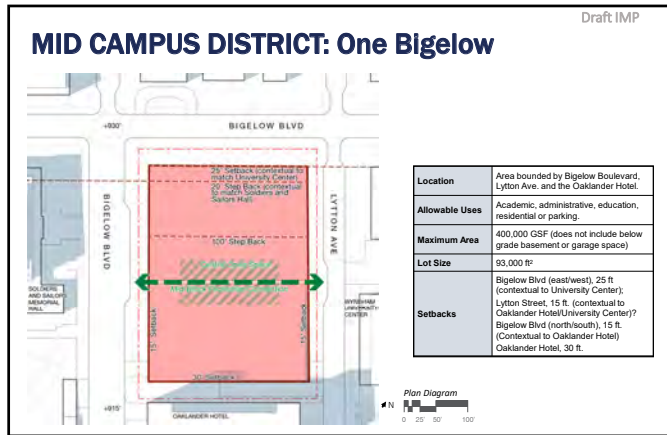 Draft IMP
MID CAMPUS DISTRICT: One Bigelow
+930'
BIGELOW BLVD
25' Setback (contextual to
match University Center)
20' Step Back (contextual
to match Soldiers and
Sailors Hall)
BIGELOW BLVD
LYTTON AVE
100' Step Back
SOLDIERS
AND SAILORS
MEMORIAL
HALL
CENTER
15' Setback
15' Setback
30' Setback
+915'
OAKLANDER HOTEL
Location
Area bounded by Bigelow Boulevard,
Lytton Ave. and the Oaklander Hotel.
Allowable Uses
Academic, administrative, education,
residential or parking.
Maximum Area
400,000 GSF (does not include below
grade basement or garage space)
Lot Size
93,000 ft²
Setbacks
Bigelow Blvd (east/west), 25 ft
(contextual to University Center);
Lytton Street, 15 ft. (contextual to
Oaklander Hotel/University Center)?
Bigelow Blvd (north/south), 15 ft.
(Contextual to Oaklander Hotel)
Oaklander Hotel, 30 ft.
Plan Diagram
N
0 25' 50' 100'